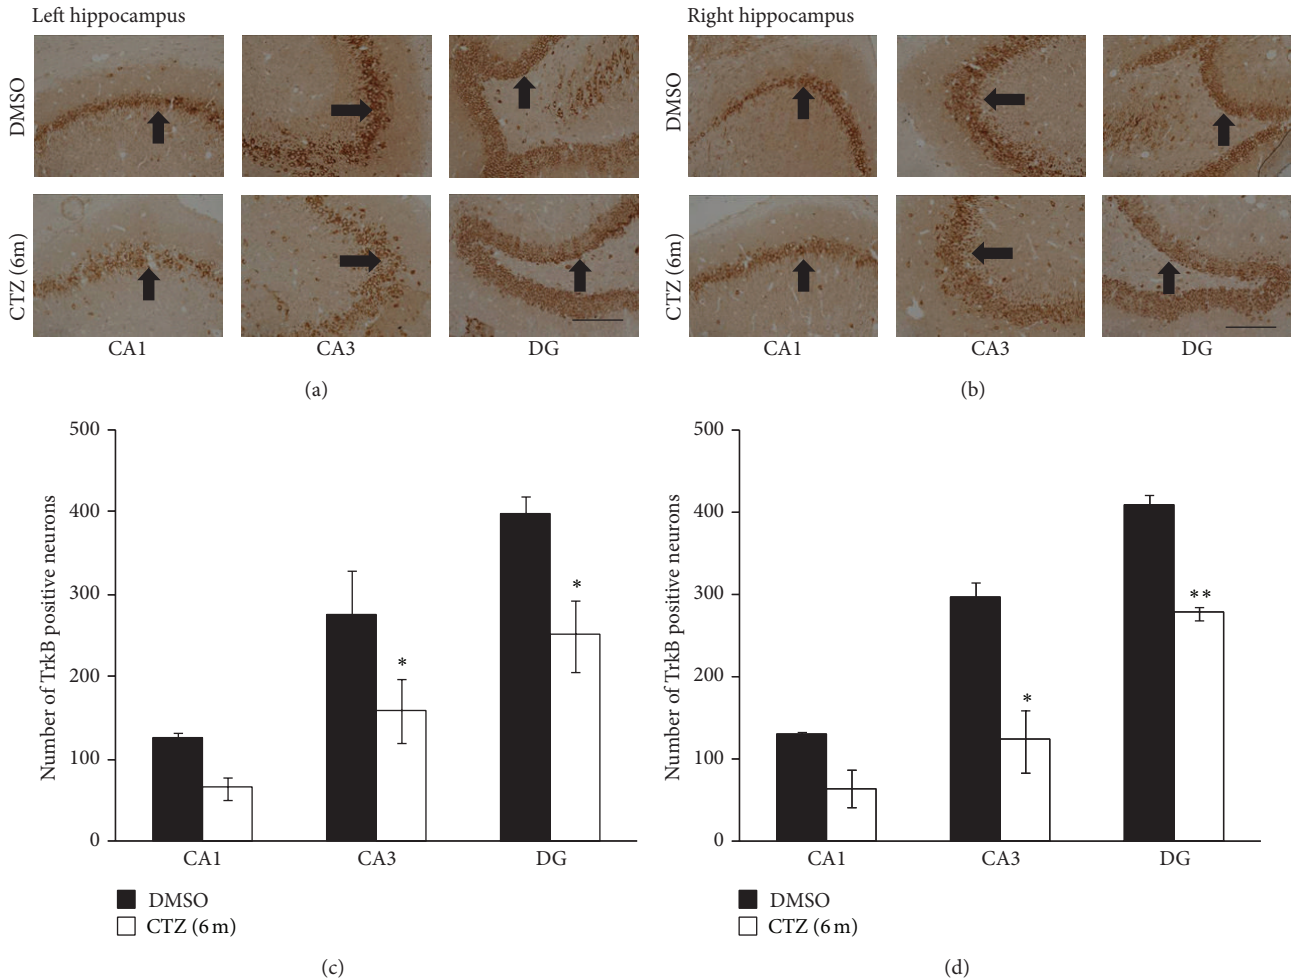 Left hippocampus
Right hippocampus
DMSO
DMSO
CTZ (6m)
CTZ (6m)
CA1 CA3 DG
CA1 CA3 DG
(a)
(b)
Number of TrkB positive neurons
500
400
300
200
100
0
*
*
CA1 CA3 DG
DMSO
CTZ (6 m)
(c)
Number of TrkB positive neurons
500
400
300
200
100
0
*
**
CA1 CA3 DG
DMSO
CTZ (6 m)
(d)